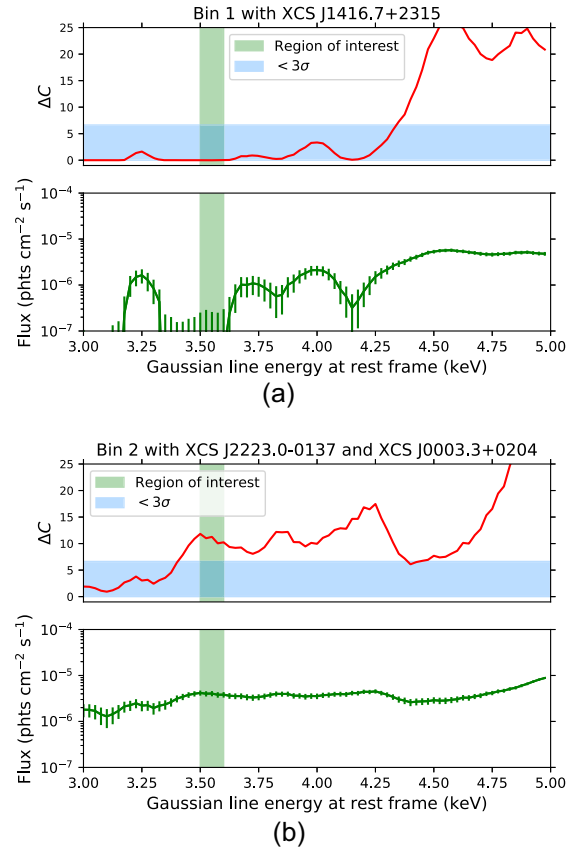 Bin 1 with XCS J1416.7+2315
Region of interest
< 3σ
ΔC
25
20
15
10
5
0
Flux (phts cm⁻² s⁻¹)
10⁻⁴
10⁻⁵
10⁻⁶
10⁻⁷
3.00 3.25 3.50 3.75 4.00 4.25 4.50 4.75 5.00
Gaussian line energy at rest frame (keV)
(a)
Bin 2 with XCS J2223.0-0137 and XCS J0003.3+0204
Region of interest
< 3σ
ΔC
25
20
15
10
5
0
Flux (phts cm⁻² s⁻¹)
10⁻⁴
10⁻⁵
10⁻⁶
10⁻⁷
3.00 3.25 3.50 3.75 4.00 4.25 4.50 4.75 5.00
Gaussian line energy at rest frame (keV)
(b)